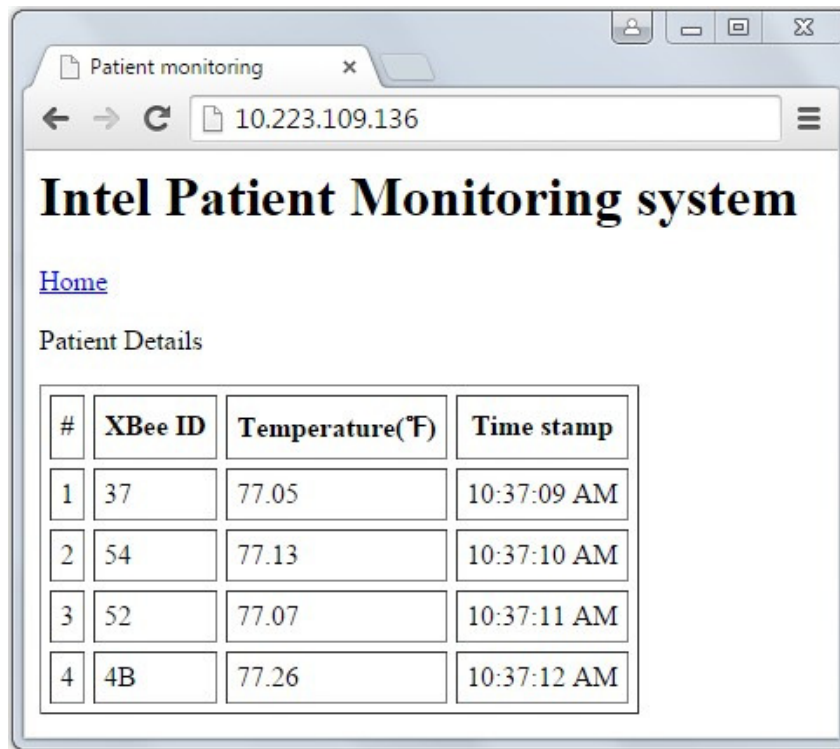 Patient monitoring
10.223.109.136
Intel Patient Monitoring system
Home
Patient Details
# XBee ID Temperature(℉) Time stamp
1 37 77.05 10:37:09 AM
2 54 77.13 10:37:10 AM
3 52 77.07 10:37:11 AM
4 4B 77.26 10:37:12 AM